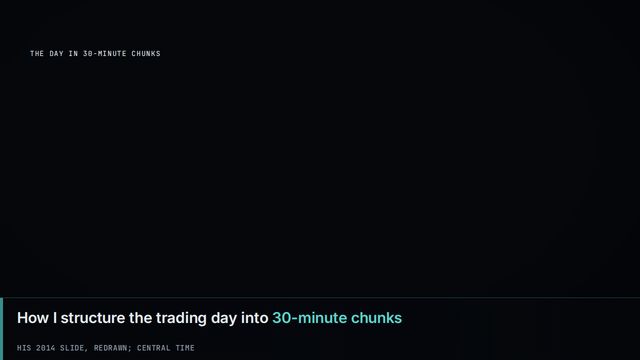 THE DAY IN 30-MINUTE CHUNKS
How I structure the trading day into 30-minute chunks
HIS 2014 SLIDE, REDRAWN; CENTRAL TIME